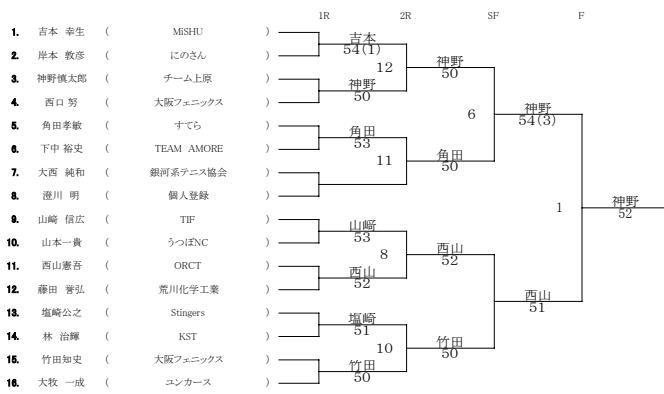 1R 2R SF F
1. 吉本 幸生 ( MiSHU )
吉本
54(1)
2. 岸本 敦彦 ( にのさん )
12
神野
50
3. 神野慎太郎 ( チーム上原 )
神野
50
4. 西口 努 ( 大阪フェニックス )
6
神野
54(3)
5. 角田孝敏 ( すてら )
角田
53
6. 下中 裕史 ( TEAM AMORE )
11
角田
50
7. 大西 純和 ( 銀河系テニス協会 )
8. 澄川 明 ( 個人登録 )
1
神野
52
9. 山﨑 信広 ( TIF )
山﨑
53
10. 山本一貴 ( うつぼNC )
8
西山
52
11. 西山憲吾 ( ORCT )
西山
52
12. 藤田 誉弘 ( 荒川化学工業 )
西山
51
13. 塩崎公之 ( Stingers )
塩崎
51
14. 林 治輝 ( KST )
10
竹田
50
15. 竹田知史 ( 大阪フェニックス )
竹田
50
16. 大牧 一成 ( ユンカース )